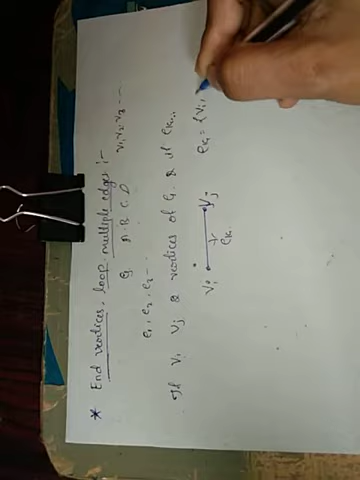 * End vertices, loop, multiple edges :-
G A, B, C, D v₁, v₂, v₃ ---
e₁, e₂, e₃ ---
If vᵢ vⱼ & vertices of G. & if eₖ
vᵢ vⱼ eₖ = {vᵢ,
eₖ